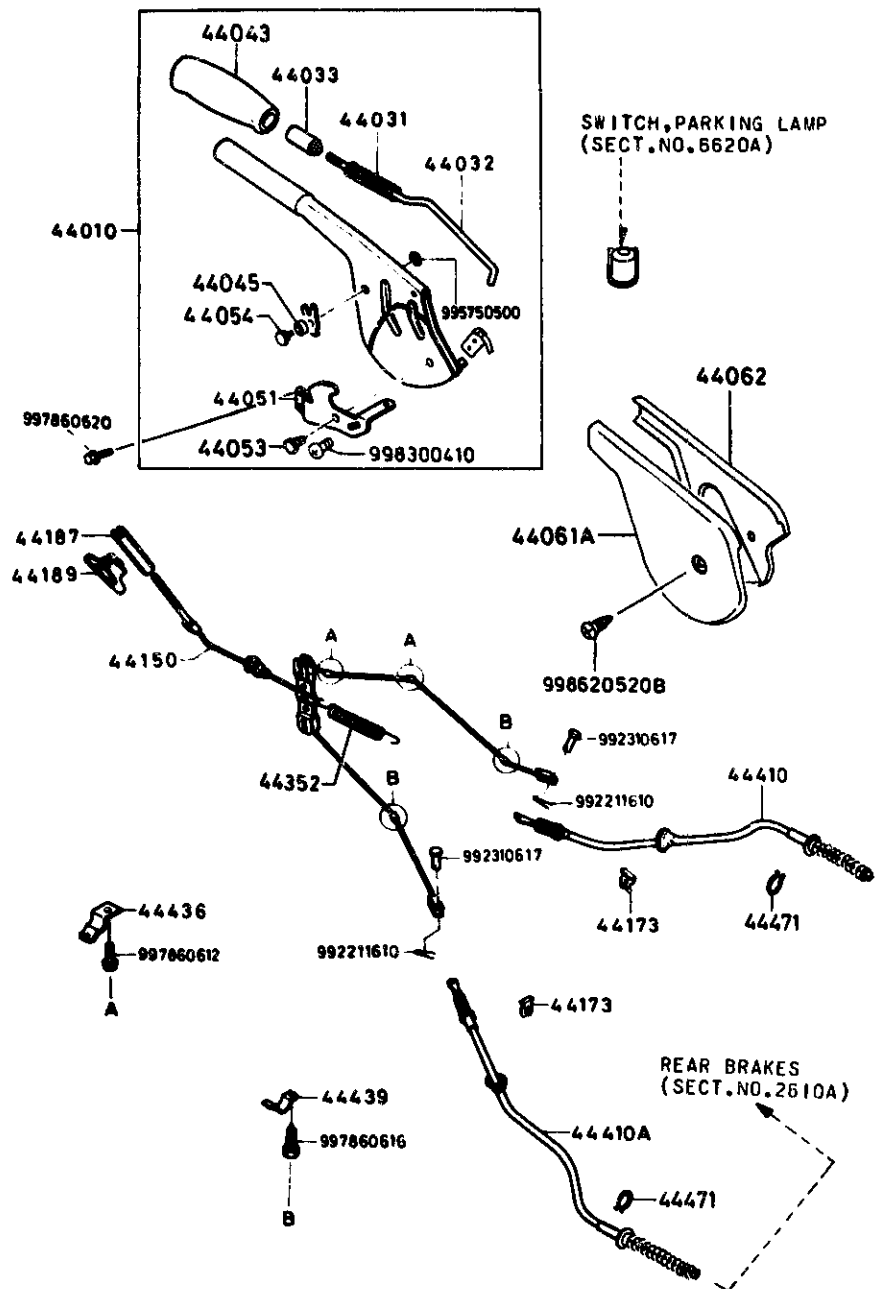 44043
44033
44031
44032
SWITCH,PARKING LAMP
(SECT.NO.6620A)
44010
44045
44054
995750500
44051
997860620
44053
998300410
44062
44061A
998620520B
44187
44189
44150
A
A
B
992310617
44352
B
992211610
44410
992310617
44173
44471
44436
997860612
A
992211610
44173
REAR BRAKES
(SECT.NO.2610A)
44439
997860616
B
44410A
44471